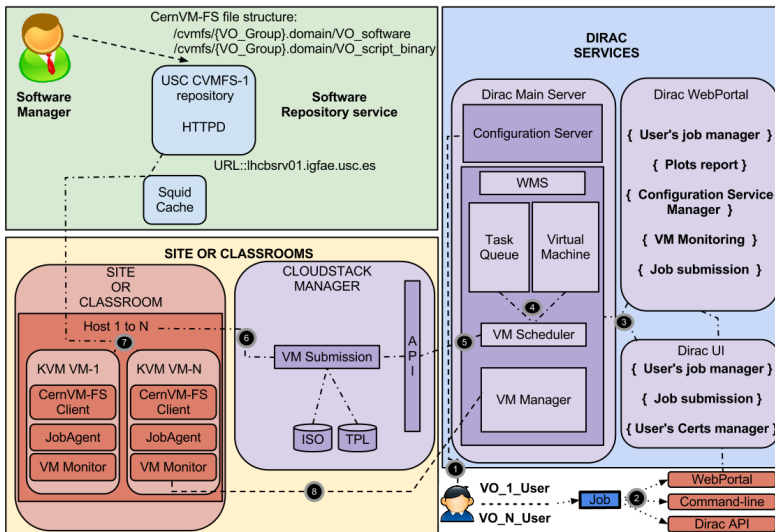 CernVM-FS file structure:
/cvmfs/{VO_Group}.domain/VO_software
/cvmfs/{VO_Group}.domain/VO_script_binary
Software
Manager
USC CVMFS-1
repository
HTTPD
Software
Repository service
URL::lhcbsrv01.igfae.usc.es
Squid
Cache
DIRAC
SERVICES
Dirac Main Server
Configuration Server
WMS
Task
Queue
Virtual
Machine
4
VM Scheduler
VM Manager
Dirac WebPortal
{ User's job manager }
{ Plots report }
{ Configuration Service
Manager }
{ VM Monitoring }
{ Job submission }
3
Dirac UI
{ User's job manager }
{ Job submission }
{ User's Certs manager }
SITE OR CLASSROOMS
SITE
OR
CLASSROOM
Host 1 to N
7
KVM VM-1
CernVM-FS
Client
JobAgent
VM Monitor
KVM VM-N
CernVM-FS
Client
JobAgent
VM Monitor
CLOUDSTACK
MANAGER
6
VM Submission
API
5
ISO
TPL
8
1
VO_1_User
VO_N_User
Job
2
WebPortal
Command-line
Dirac API